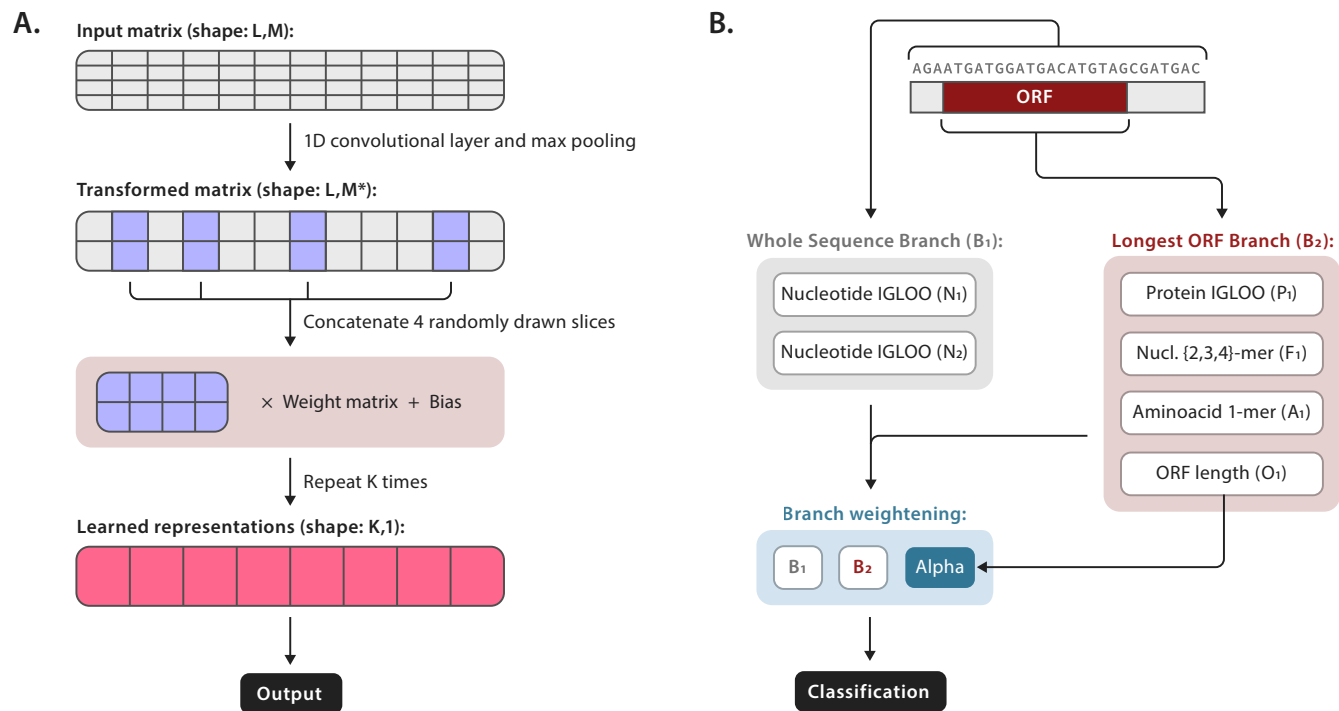 A.
Input matrix (shape: L,M):
1D convolutional layer and max pooling
Transformed matrix (shape: L,M*):
Concatenate 4 randomly drawn slices
× Weight matrix + Bias
Repeat K times
Learned representations (shape: K,1):
Output
B.
AGAATGATGGATGACATGTAGCGATGAC
ORF
Whole Sequence Branch (B₁):
Nucleotide IGLOO (N₁)
Nucleotide IGLOO (N₂)
Longest ORF Branch (B₂):
Protein IGLOO (P₁)
Nucl. {2,3,4}-mer (F₁)
Aminoacid 1-mer (A₁)
ORF length (O₁)
Branch weightening:
B₁
B₂
Alpha
Classification